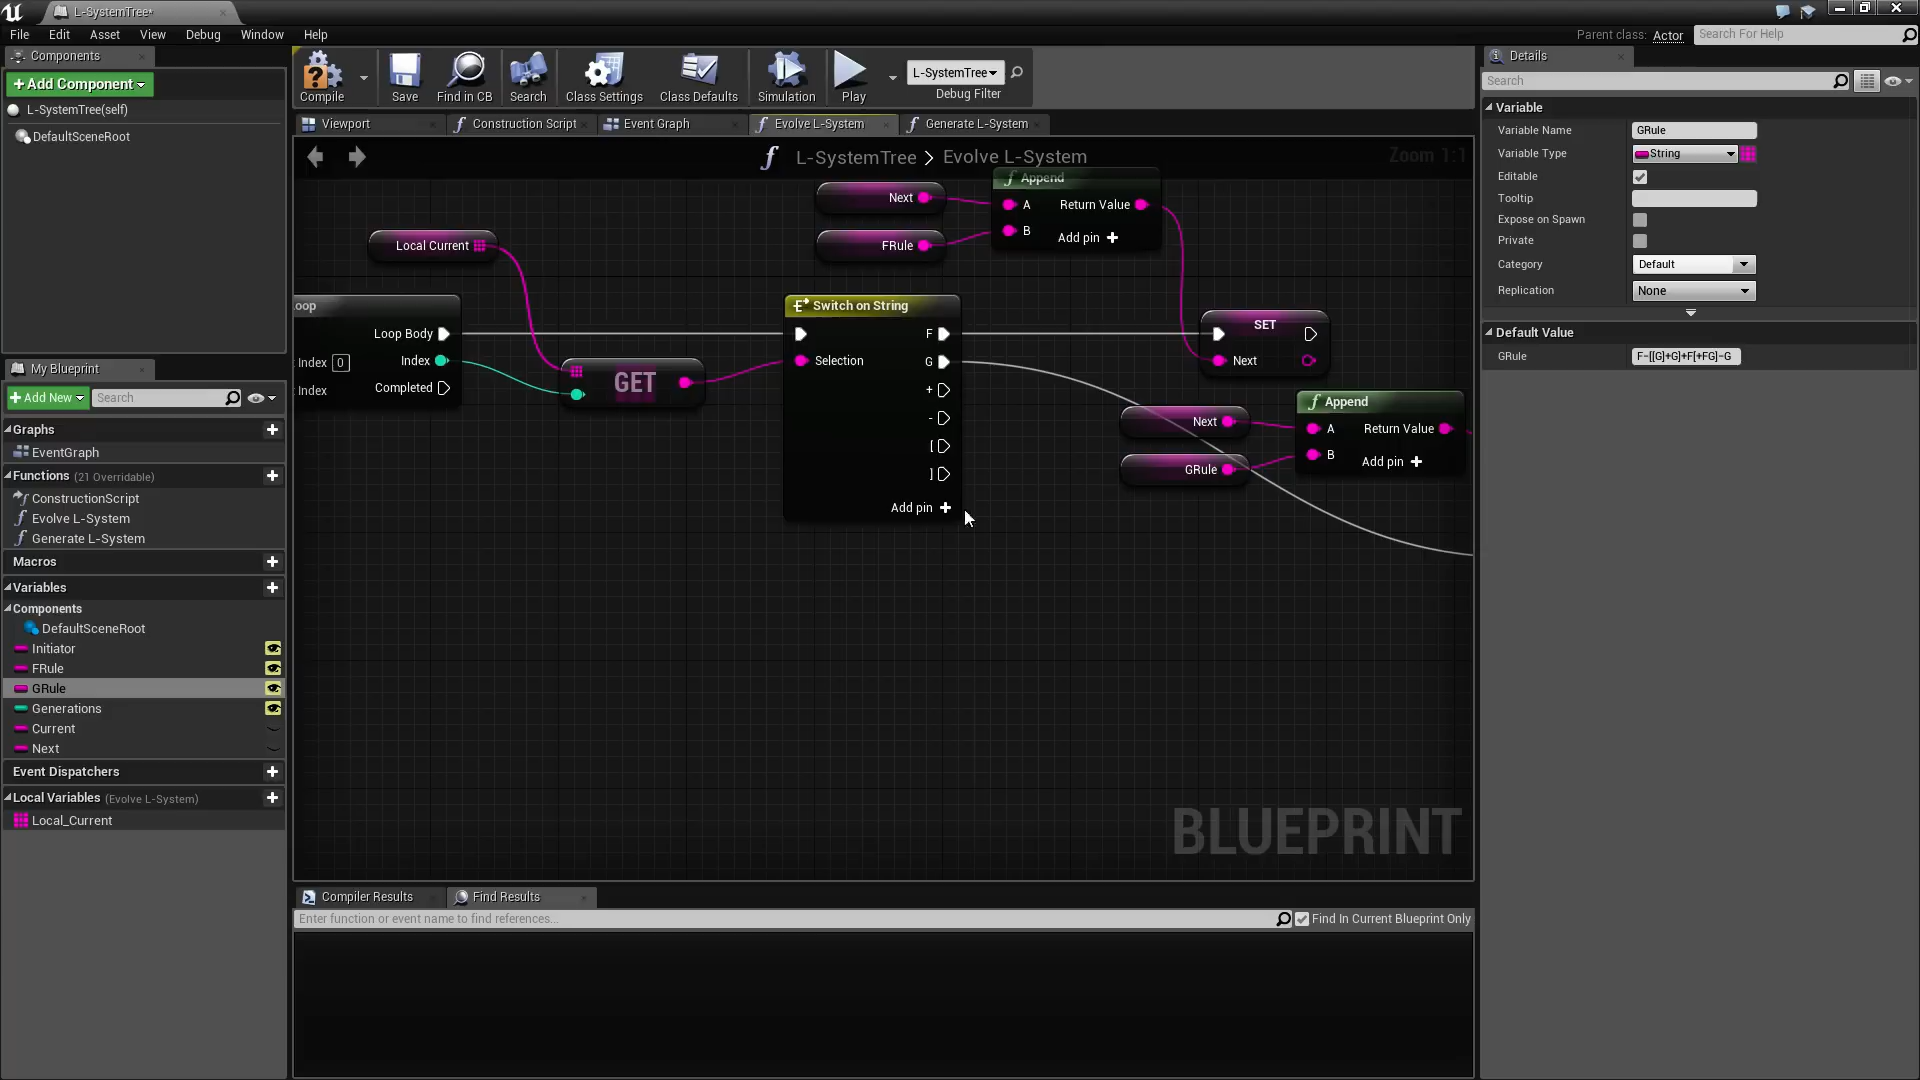 L-SystemTree*
File Edit Asset View Debug Window Help
Parent class: Actor
Search For Help
Components
+Add Component
L-SystemTree(self)
DefaultSceneRoot
Compile
Save
Find in CB
Search
Class Settings
Class Defaults
Simulation
Play
L-SystemTree
Debug Filter
Viewport
Construction Script
Event Graph
Evolve L-System
Generate L-System
L-SystemTree > Evolve L-System
Zoom 1:1
Next
FRule
Append
A
Return Value
B
Add pin +
Local Current
oop
Loop Body
Index 0
Index
Index
Completed
GET
Switch on String
Selection
F
G
+
-
[
]
Add pin +
SET
Next
Next
GRule
Append
A
Return Value
B
Add pin +
BLUEPRINT
My Blueprint
+Add New
Search
Graphs
EventGraph
Functions (21 Overridable)
ConstructionScript
Evolve L-System
Generate L-System
Macros
Variables
Components
DefaultSceneRoot
Initiator
FRule
GRule
Generations
Current
Next
Event Dispatchers
Local Variables (Evolve L-System)
Local_Current
Compiler Results
Find Results
Enter function or event name to find references...
Find In Current Blueprint Only
Details
Search
Variable
Variable Name GRule
Variable Type String
Editable
Tooltip
Expose on Spawn
Private
Category Default
Replication None
Default Value
GRule F-[[G]+G]+F[+FG]-G